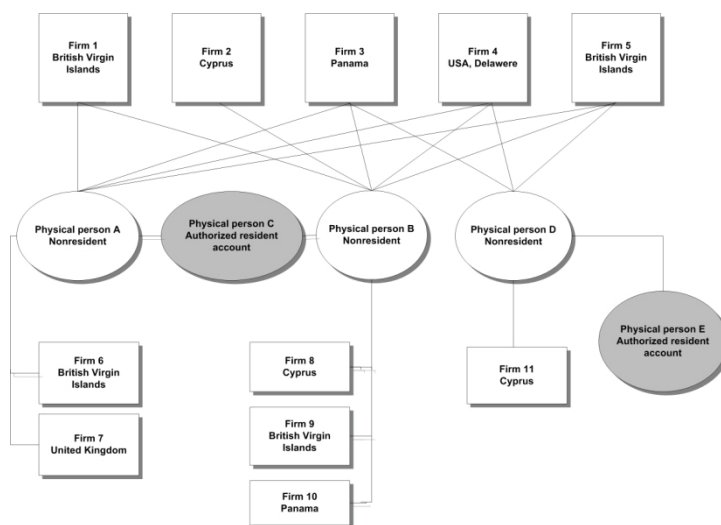 Firm 1
British Virgin
Islands
Firm 2
Cyprus
Firm 3
Panama
Firm 4
USA, Delawere
Firm 5
British Virgin
Islands
Physical person A
Nonresident
Physical person C
Authorized resident
account
Physical person B
Nonresident
Physical person D
Nonresident
Physical person E
Authorized resident
account
Firm 6
British Virgin
Islands
Firm 8
Cyprus
Firm 11
Cyprus
Firm 7
United Kingdom
Firm 9
British Virgin
Islands
Firm 10
Panama